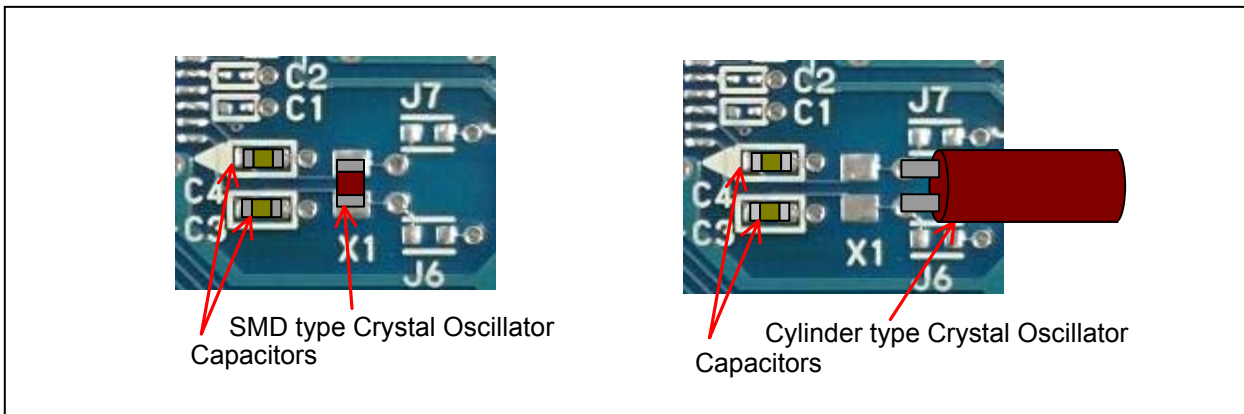 C2
C1
J7
C4
C3
X1
J6
SMD type Crystal Oscillator
Capacitors
C2
C1
J7
C4
C3
X1
J6
Cylinder type Crystal Oscillator
Capacitors